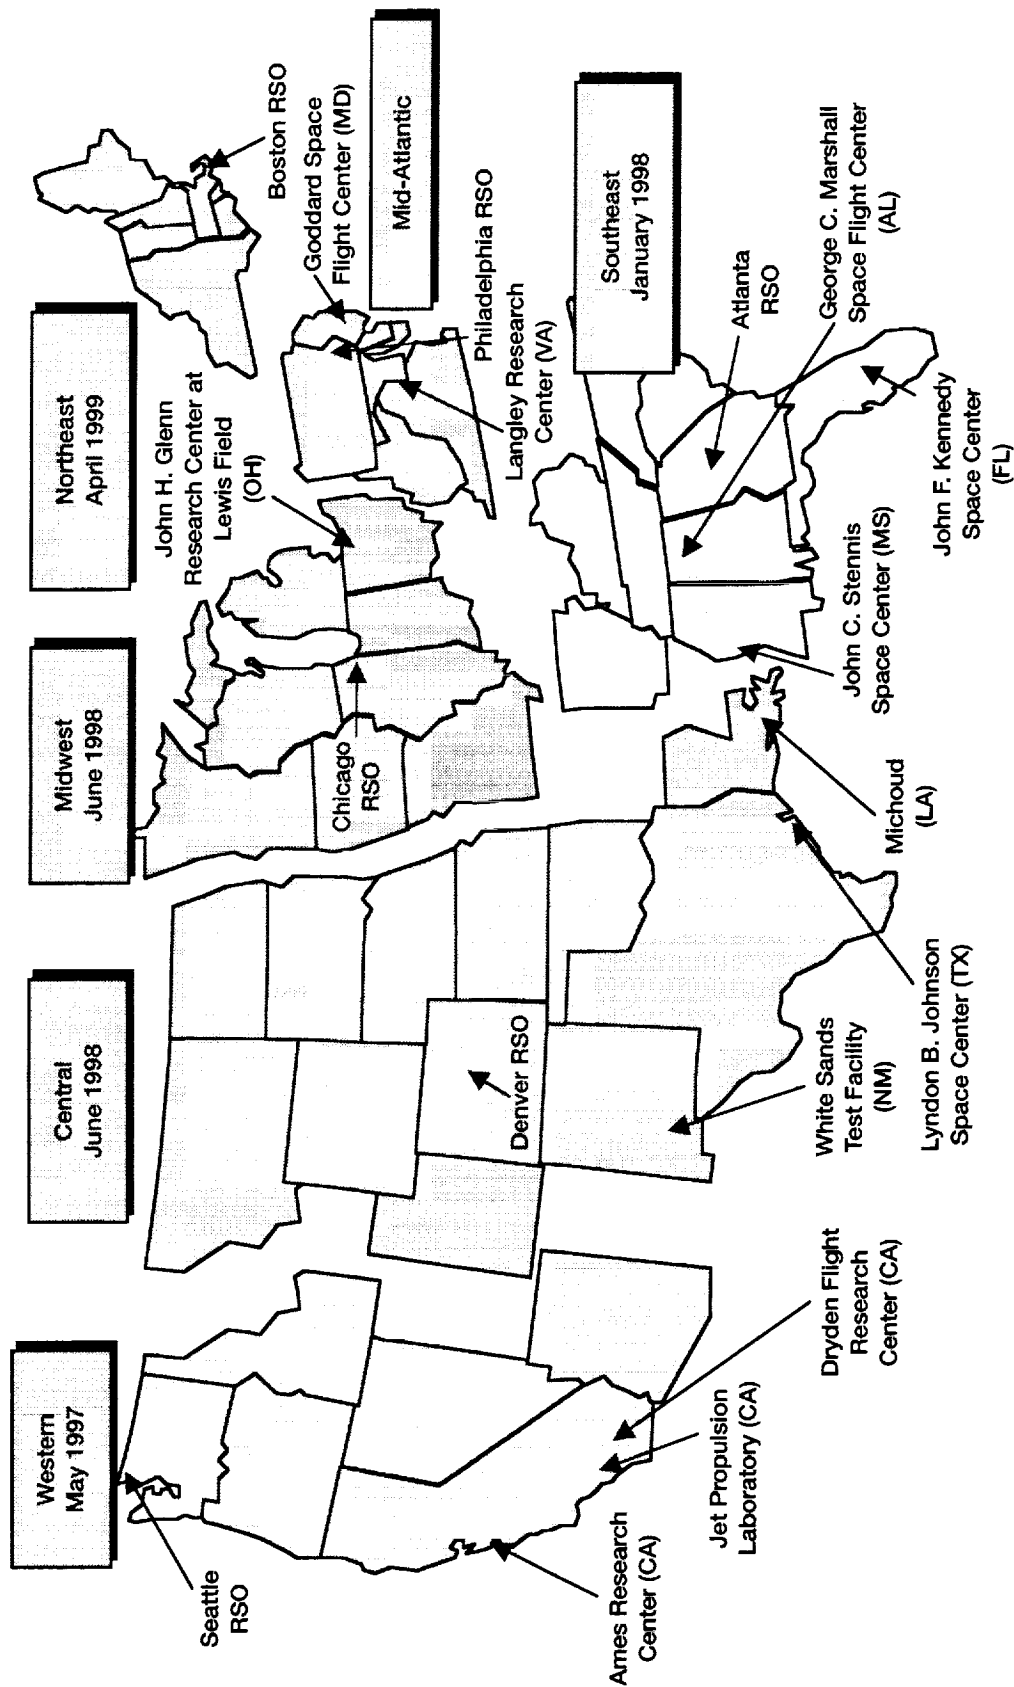 Western
May 1997
Central
June 1998
Midwest
June 1998
Northeast
April 1999
Mid-Atlantic
Southeast
January 1998
Seattle
RSO
Chicago
RSO
John H. Glenn
Research Center at
Lewis Field
(OH)
Boston RSO
Goddard Space
Flight Center (MD)
Philadelphia RSO
Langley Research
Center (VA)
Denver RSO
Atlanta
RSO
George C. Marshall
Space Flight Center
(AL)
John F. Kennedy
Space Center
(FL)
John C. Stennis
Space Center (MS)
Michoud
(LA)
Lyndon B. Johnson
Space Center (TX)
White Sands
Test Facility
(NM)
Dryden Flight
Research
Center (CA)
Jet Propulsion
Laboratory (CA)
Ames Research
Center (CA)